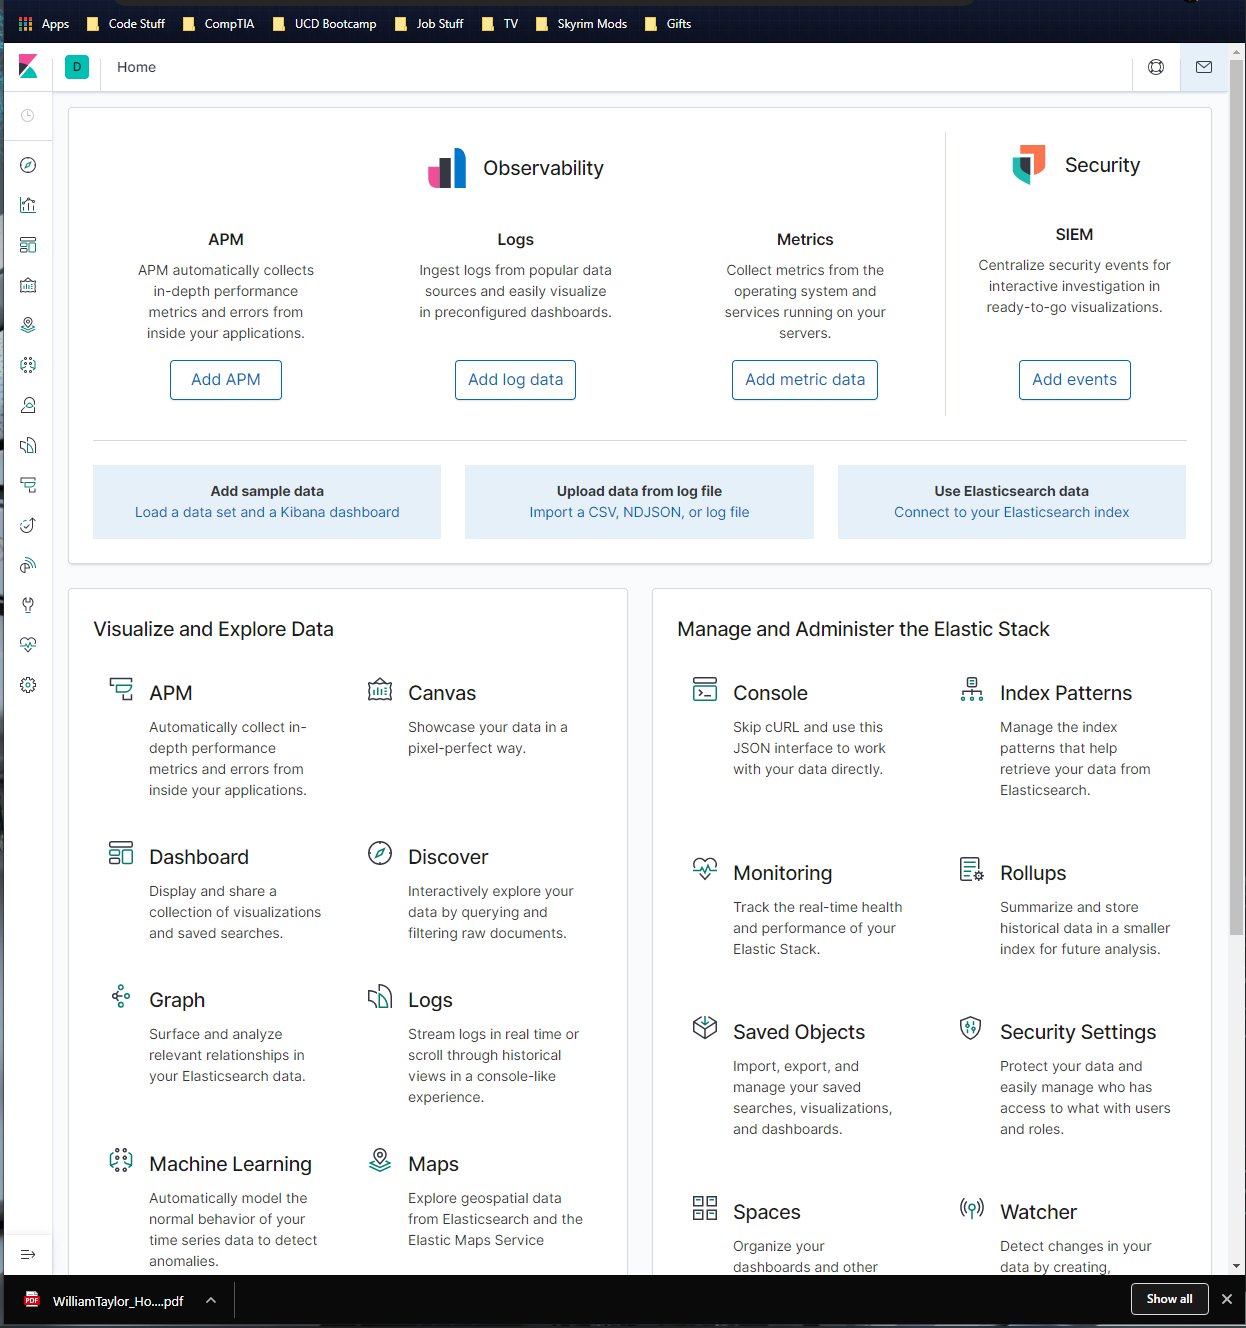 Apps Code Stuff CompTIA UCD Bootcamp Job Stuff TV Skyrim Mods Gifts
D Home
Observability
APM
APM automatically collects
in-depth performance
metrics and errors from
inside your applications.
Add APM
Logs
Ingest logs from popular data
sources and easily visualize
in preconfigured dashboards.
Add log data
Metrics
Collect metrics from the
operating system and
services running on your
servers.
Add metric data
Security
SIEM
Centralize security events for
interactive investigation in
ready-to-go visualizations.
Add events
Add sample data
Load a data set and a Kibana dashboard
Upload data from log file
Import a CSV, NDJSON, or log file
Use Elasticsearch data
Connect to your Elasticsearch index
Visualize and Explore Data
APM
Automatically collect in-
depth performance
metrics and errors from
inside your applications.
Canvas
Showcase your data in a
pixel-perfect way.
Dashboard
Display and share a
collection of visualizations
and saved searches.
Discover
Interactively explore your
data by querying and
filtering raw documents.
Graph
Surface and analyze
relevant relationships in
your Elasticsearch data.
Logs
Stream logs in real time or
scroll through historical
views in a console-like
experience.
Machine Learning
Automatically model the
normal behavior of your
time series data to detect
anomalies.
Maps
Explore geospatial data
from Elasticsearch and the
Elastic Maps Service
Manage and Administer the Elastic Stack
Console
Skip cURL and use this
JSON interface to work
with your data directly.
Index Patterns
Manage the index
patterns that help
retrieve your data from
Elasticsearch.
Monitoring
Track the real-time health
and performance of your
Elastic Stack.
Rollups
Summarize and store
historical data in a smaller
index for future analysis.
Saved Objects
Import, export, and
manage your saved
searches, visualizations,
and dashboards.
Security Settings
Protect your data and
easily manage who has
access to what with users
and roles.
Spaces
Organize your
dashboards and other
Watcher
Detect changes in your
data by creating,
PDF WilliamTaylor_Ho....pdf
Show all